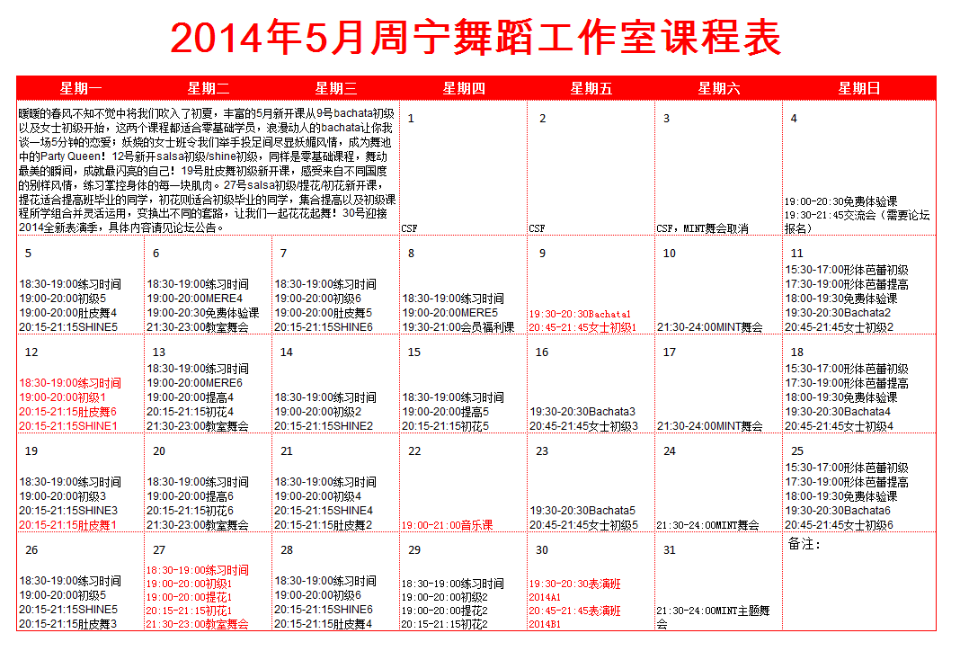 2014年5月周宁舞蹈工作室课程表
星期一 星期二 星期三 星期四 星期五 星期六 星期日
暖暖的春风不知不觉中将我们吹入了初夏，丰富的5月新开课从9号bachata初级
以及女士初级开始，这两个课程都适合零基础学员，浪漫动人的bachata让你我
谈一场5分钟的恋爱；妖娆的女士班令我们举手投足间尽显妖媚风情，成为舞池
中的Party Queen！12号新开salsa初级/shine初级，同样是零基础课程，舞动
最美的瞬间，成就最闪亮的自己！19号肚皮舞初级新开课，感受来自不同国度
的别样风情，练习掌控身体的每一块肌肉。27号salsa初级/提花/初花新开课，
提花适合提高班毕业的同学，初花则适合初级毕业的同学，集合提高以及初级课
程所学组合并灵活运用，变换出不同的套路，让我们一起花花起舞！30号迎接
2014全新表演季，具体内容请见论坛公告。
1
CSF
2
CSF
3
CSF，MINT舞会取消
4
19:00-20:30免费体验课
19:30-21:45交流会（需要论坛
报名）
5
18:30-19:00练习时间
19:00-20:00初级5
19:00-20:00肚皮舞4
20:15-21:15SHINE5
6
18:30-19:00练习时间
19:00-20:00MERE4
19:00-20:30免费体验课
21:30-23:00教室舞会
7
18:30-19:00练习时间
19:00-20:00初级6
19:00-20:00肚皮舞5
20:15-21:15SHINE6
8
18:30-19:00练习时间
19:00-20:00MERE5
19:30-21:00会员福利课
9
19:30-20:30Bachata1
20:45-21:45女士初级1
10
21:30-24:00MINT舞会
11
15:30-17:00形体芭蕾初级
17:30-19:00形体芭蕾提高
18:00-19:30免费体验课
19:30-20:30Bachata2
20:45-21:45女士初级2
12
18:30-19:00练习时间
19:00-20:00初级1
20:15-21:15肚皮舞6
20:15-21:15SHINE1
13
18:30-19:00练习时间
19:00-20:00MERE6
19:00-20:00提高4
20:15-21:15初花4
21:30-23:00教室舞会
14
18:30-19:00练习时间
19:00-20:00初级2
20:15-21:15SHINE2
15
18:30-19:00练习时间
19:00-20:00提高5
20:15-21:15初花5
16
19:30-20:30Bachata3
20:45-21:45女士初级3
17
21:30-24:00MINT舞会
18
15:30-17:00形体芭蕾初级
17:30-19:00形体芭蕾提高
18:00-19:30免费体验课
19:30-20:30Bachata4
20:45-21:45女士初级4
19
18:30-19:00练习时间
19:00-20:00初级3
20:15-21:15SHINE3
20:15-21:15肚皮舞1
20
18:30-19:00练习时间
19:00-20:00提高6
20:15-21:15初花6
21:30-23:00教室舞会
21
18:30-19:00练习时间
19:00-20:00初级4
20:15-21:15SHINE4
20:15-21:15肚皮舞2
22
19:00-21:00音乐课
23
19:30-20:30Bachata5
20:45-21:45女士初级5
24
21:30-24:00MINT舞会
25
15:30-17:00形体芭蕾初级
17:30-19:00形体芭蕾提高
18:00-19:30免费体验课
19:30-20:30Bachata6
20:45-21:45女士初级6
26
18:30-19:00练习时间
19:00-20:00初级5
20:15-21:15SHINE5
20:15-21:15肚皮舞3
27
18:30-19:00练习时间
19:00-20:00初级1
19:00-20:00提花1
20:15-21:15初花1
21:30-23:00教室舞会
28
18:30-19:00练习时间
19:00-20:00初级6
20:15-21:15SHINE6
20:15-21:15肚皮舞4
29
18:30-19:00练习时间
19:00-20:00初级2
19:00-20:00提花2
20:15-21:15初花2
30
19:30-20:30表演班
2014A1
20:45-21:45表演班
2014B1
31
21:30-24:00MINT主题舞
会
备注：